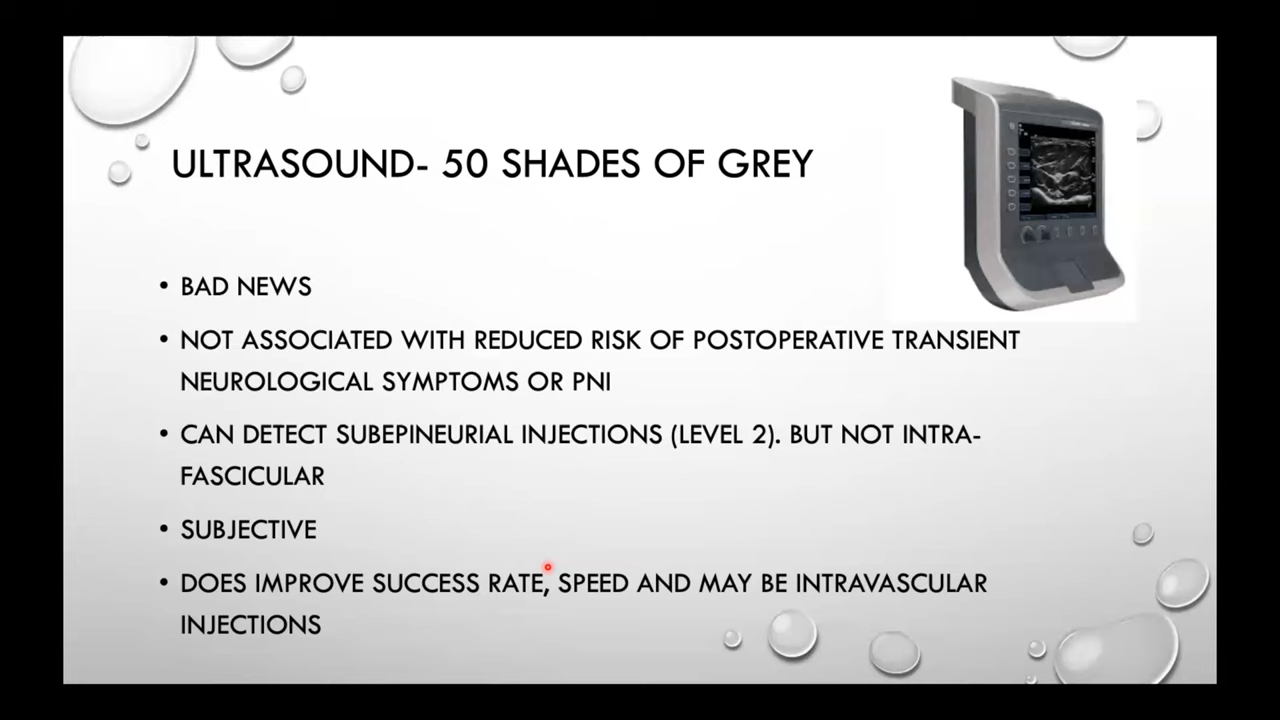 ULTRASOUND- 50 SHADES OF GREY
• BAD NEWS
• NOT ASSOCIATED WITH REDUCED RISK OF POSTOPERATIVE TRANSIENT
NEUROLOGICAL SYMPTOMS OR PNI
• CAN DETECT SUBEPINEURIAL INJECTIONS (LEVEL 2). BUT NOT INTRA-
FASCICULAR
• SUBJECTIVE
• DOES IMPROVE SUCCESS RATE, SPEED AND MAY BE INTRAVASCULAR
INJECTIONS